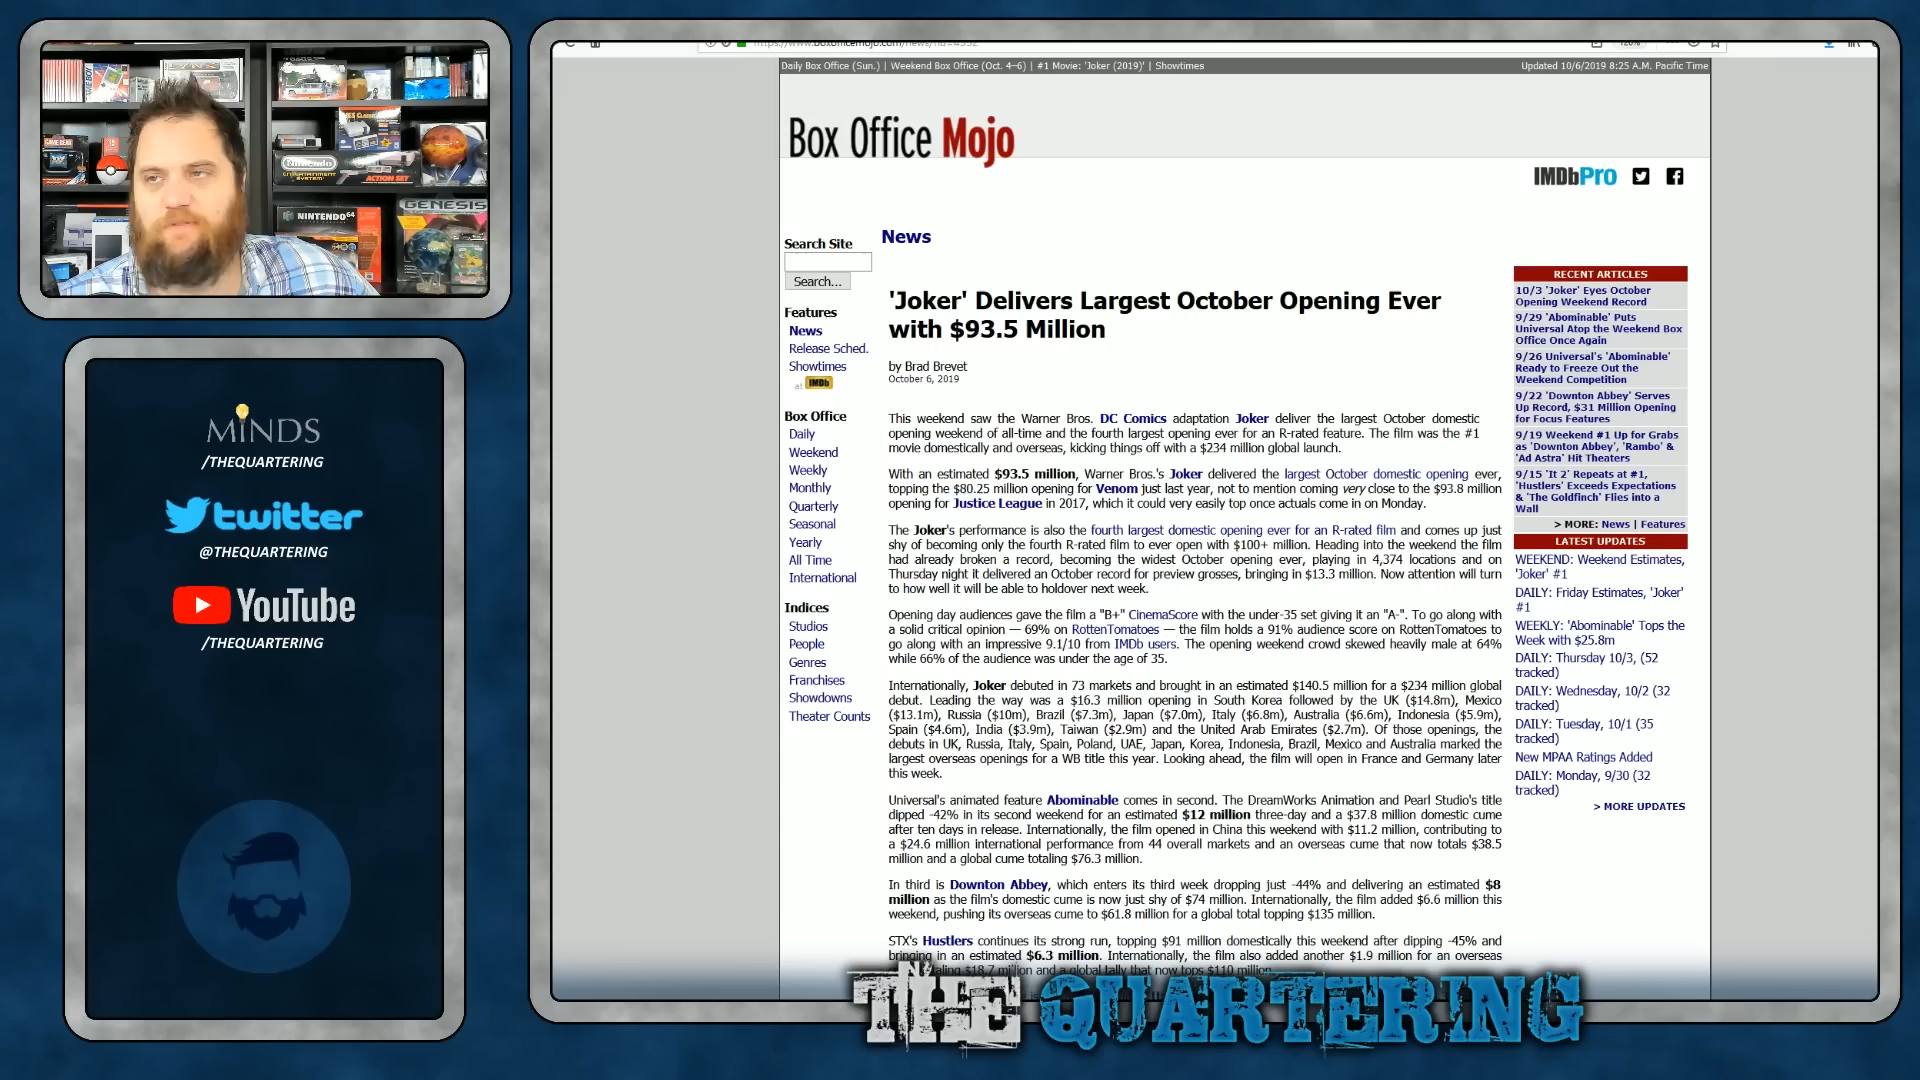 Daily Box Office (Sun.) | Weekend Box Office (Oct. 4–6) | #1 Movie: 'Joker (2019)' | Showtimes
Updated 10/6/2019 8:25 A.M. Pacific Time
Box Office Mojo
IMDbPro
Search Site
Search...
Features
News
Release Sched.
Showtimes
at IMDb
Box Office
Daily
Weekend
Weekly
Monthly
Quarterly
Seasonal
Yearly
All Time
International
Indices
Studios
People
Genres
Franchises
Showdowns
Theater Counts
News
'Joker' Delivers Largest October Opening Ever
with $93.5 Million
by Brad Brevet
October 6, 2019
This weekend saw the Warner Bros. DC Comics adaptation Joker deliver the largest October domestic
opening weekend of all-time and the fourth largest opening ever for an R-rated feature. The film was the #1
movie domestically and overseas, kicking things off with a $234 million global launch.
With an estimated $93.5 million, Warner Bros.'s Joker delivered the largest October domestic opening ever,
topping the $80.25 million opening for Venom just last year, not to mention coming very close to the $93.8 million
opening for Justice League in 2017, which it could very easily top once actuals come in on Monday.
The Joker's performance is also the fourth largest domestic opening ever for an R-rated film and comes up just
shy of becoming only the fourth R-rated film to ever open with $100+ million. Heading into the weekend the film
had already broken a record, becoming the widest October opening ever, playing in 4,374 locations and on
Thursday night it delivered an October record for preview grosses, bringing in $13.3 million. Now attention will turn
to how well it will be able to holdover next week.
Opening day audiences gave the film a "B+" CinemaScore with the under-35 set giving it an "A-". To go along with
a solid critical opinion — 69% on RottenTomatoes — the film holds a 91% audience score on RottenTomatoes to
go along with an impressive 9.1/10 from IMDb users. The opening weekend crowd skewed heavily male at 64%
while 66% of the audience was under the age of 35.
Internationally, Joker debuted in 73 markets and brought in an estimated $140.5 million for a $234 million global
debut. Leading the way was a $16.3 million opening in South Korea followed by the UK ($14.8m), Mexico
($13.1m), Russia ($10m), Brazil ($7.3m), Japan ($7.0m), Italy ($6.8m), Australia ($6.6m), Indonesia ($5.9m),
Spain ($4.6m), India ($3.9m), Taiwan ($2.9m) and the United Arab Emirates ($2.7m). Of those openings, the
debuts in UK, Russia, Italy, Spain, Poland, UAE, Japan, Korea, Indonesia, Brazil, Mexico and Australia marked the
largest overseas openings for a WB title this year. Looking ahead, the film will open in France and Germany later
this week.
Universal's animated feature Abominable comes in second. The DreamWorks Animation and Pearl Studio's title
dipped -42% in its second weekend for an estimated $12 million three-day and a $37.8 million domestic cume
after ten days in release. Internationally, the film opened in China this weekend with $11.2 million, contributing to
a $24.6 million international performance from 44 overall markets and an overseas cume that now totals $38.5
million and a global cume totaling $76.3 million.
In third is Downton Abbey, which enters its third week dropping just -44% and delivering an estimated $8
million as the film's domestic cume is now just shy of $74 million. Internationally, the film added $6.6 million this
weekend, pushing its overseas cume to $61.8 million for a global total topping $135 million.
STX's Hustlers continues its strong run, topping $91 million domestically this weekend after dipping -45% and
bringing in an estimated $6.3 million. Internationally, the film also added another $1.9 million for an overseas
$18.7 million and a global tally that now tops $110 million.
RECENT ARTICLES
10/3 'Joker' Eyes October
Opening Weekend Record
9/29 'Abominable' Puts
Universal Atop the Weekend Box
Office Once Again
9/26 Universal's 'Abominable'
Ready to Freeze Out the
Weekend Competition
9/22 'Downton Abbey' Serves
Up Record, $31 Million Opening
for Focus Features
9/19 Weekend #1 Up for Grabs
as 'Downton Abbey', 'Rambo' &
'Ad Astra' Hit Theaters
9/15 'It 2' Repeats at #1,
'Hustlers' Exceeds Expectations
& 'The Goldfinch' Flies into a
Wall
> MORE: News | Features
LATEST UPDATES
WEEKEND: Weekend Estimates,
'Joker' #1
DAILY: Friday Estimates, 'Joker'
#1
WEEKLY: 'Abominable' Tops the
Week with $25.8m
DAILY: Thursday 10/3, (52
tracked)
DAILY: Wednesday, 10/2 (32
tracked)
DAILY: Tuesday, 10/1 (35
tracked)
New MPAA Ratings Added
DAILY: Monday, 9/30 (32
tracked)
> MORE UPDATES
MINDS
/THEQUARTERING
twitter
@THEQUARTERING
YouTube
/THEQUARTERING
THE QUARTERING
LYNX
GAME GEAR
Nintendo
ENTERTAINMENT SYSTEM
ACTION SET
NINTENDO 64
GENESIS